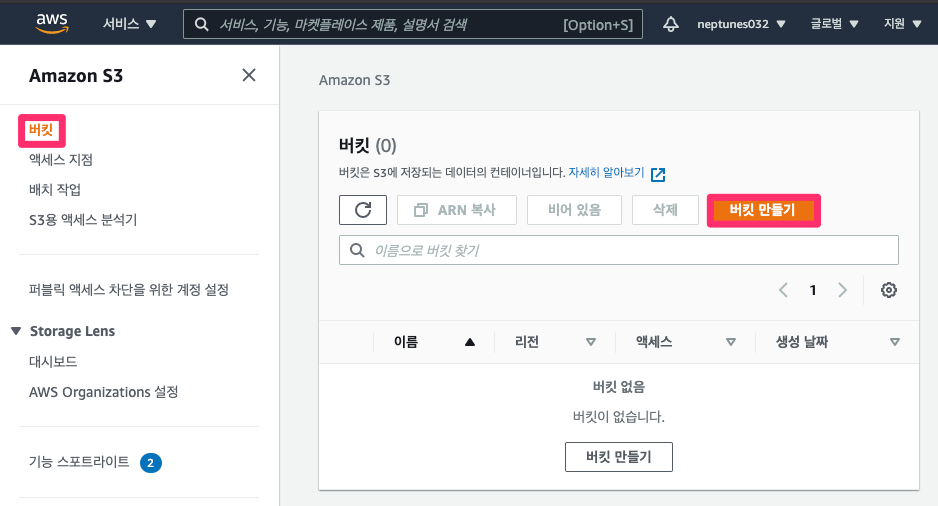 aws 서비스 ▼ 서비스, 기능, 마켓플레이스 제품, 설명서 검색 [Option+S] neptunes032 ▼ 글로벌 ▼ 지원 ▼
Amazon S3
버킷
액세스 지점
배치 작업
S3용 액세스 분석기
퍼블릭 액세스 차단을 위한 계정 설정
▼ Storage Lens
대시보드
AWS Organizations 설정
기능 스포트라이트 2
Amazon S3
버킷 (0)
버킷은 S3에 저장되는 데이터의 컨테이너입니다. 자세히 알아보기
ARN 복사 비어 있음 삭제 버킷 만들기
이름으로 버킷 찾기
1
이름 ▲ 리전 ▽ 액세스 ▽ 생성 날짜 ▽
버킷 없음
버킷이 없습니다.
버킷 만들기